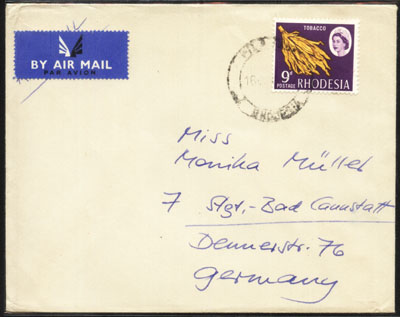 TOBACCO
9d
POSTAGE
RHODESIA
BY AIR MAIL
PAR AVION
Miss
Monika Müller
7 Stgt.-Bad Cannstatt
Dennerstr. 76
Germany